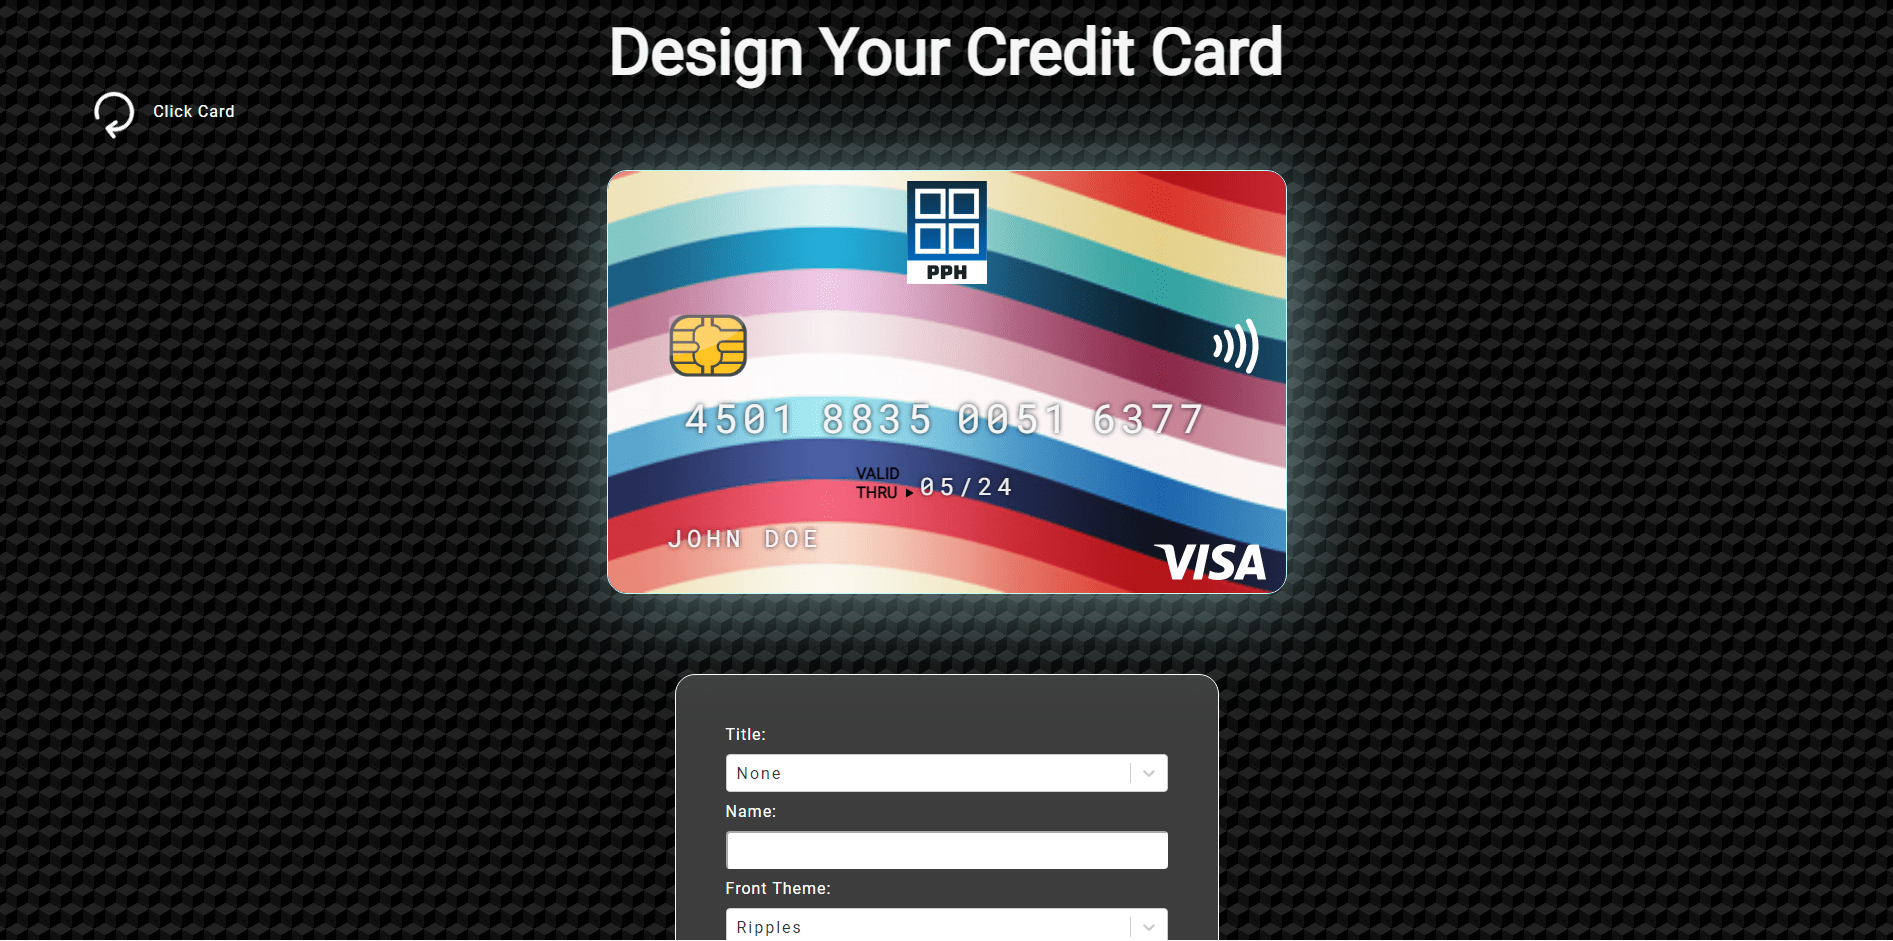 Design Your Credit Card
Click Card
PPH
4501 8835 0051 6377
VALID
THRU 05/24
JOHN DOE
VISA
Title:
None
Name:
Front Theme:
Ripples